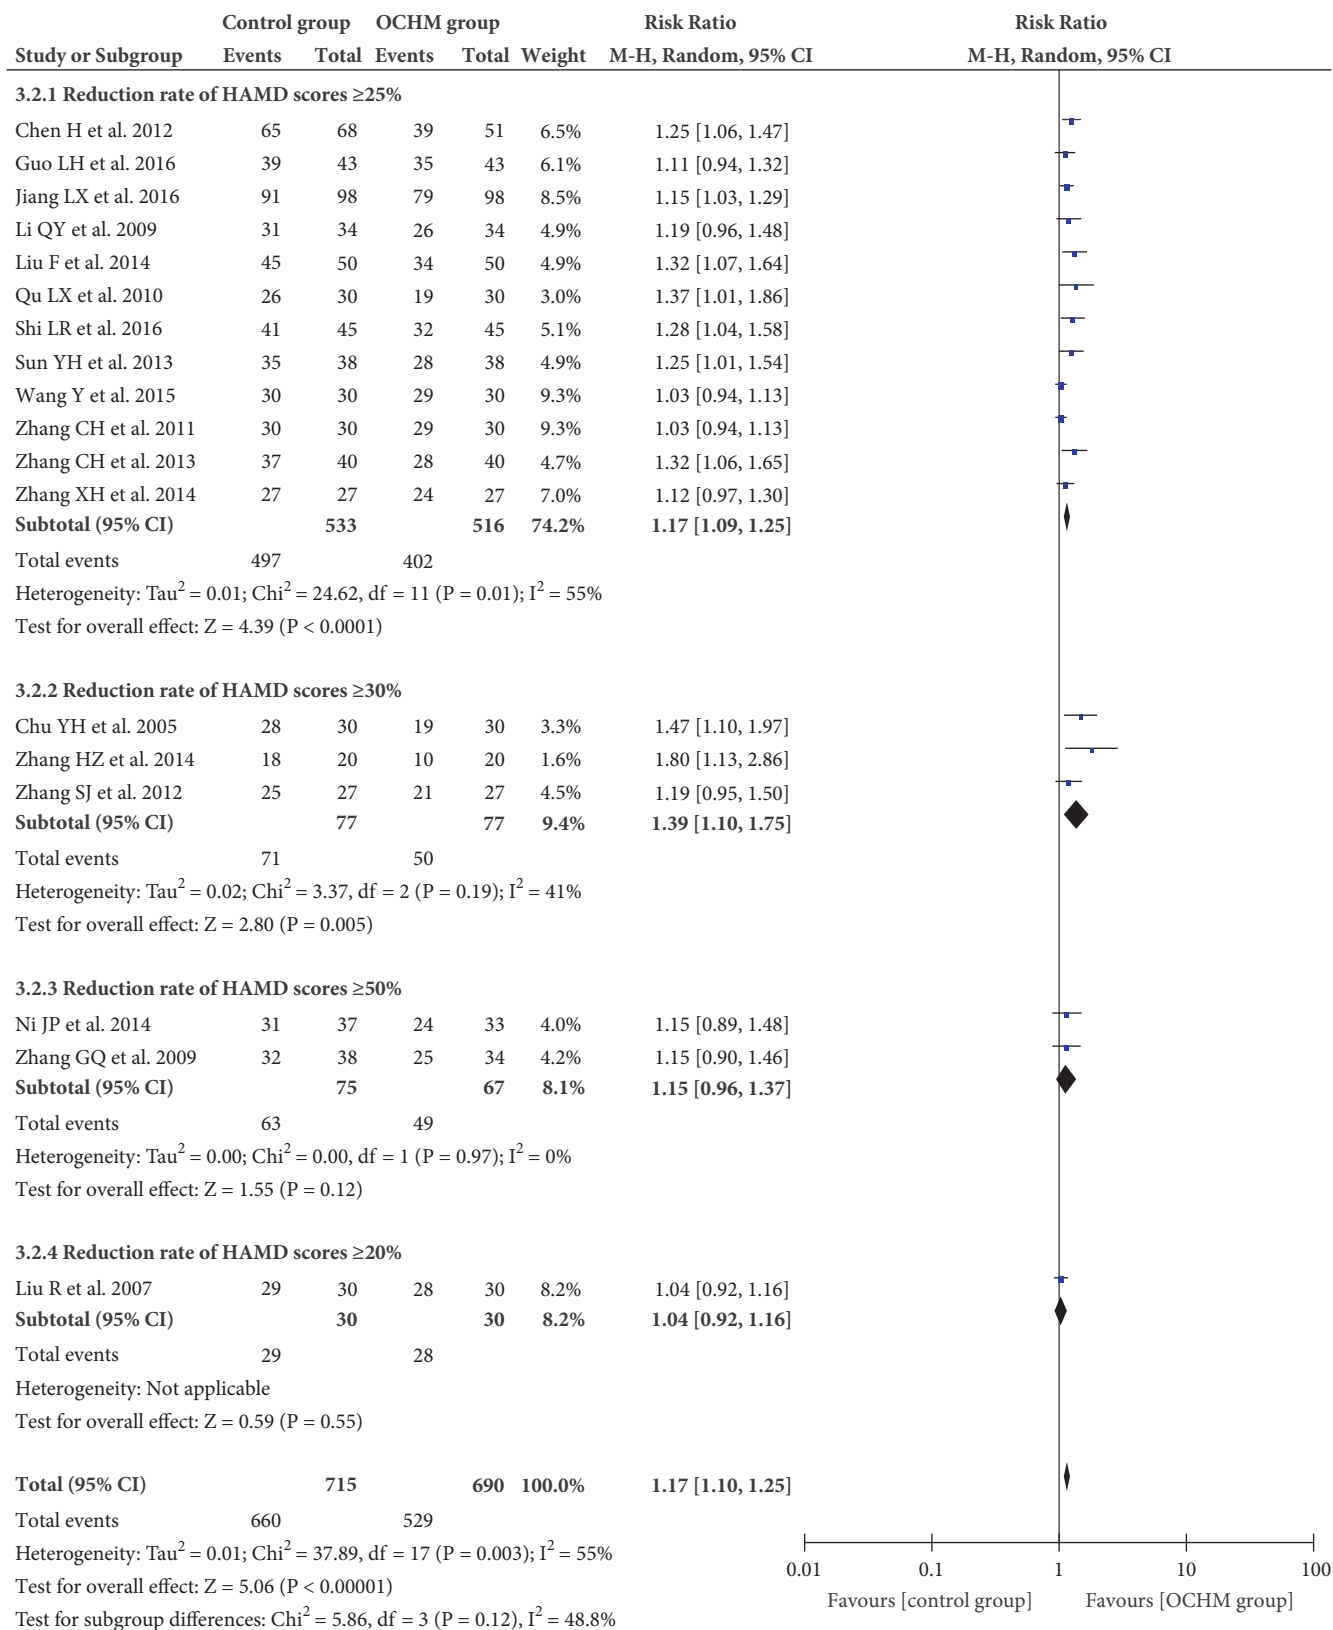 Control group OCHM group Risk Ratio Risk Ratio
Study or Subgroup Events Total Events Total Weight M-H, Random, 95% CI M-H, Random, 95% CI
3.2.1 Reduction rate of HAMD scores ≥25%
Chen H et al. 2012 65 68 39 51 6.5% 1.25 [1.06, 1.47]
Guo LH et al. 2016 39 43 35 43 6.1% 1.11 [0.94, 1.32]
Jiang LX et al. 2016 91 98 79 98 8.5% 1.15 [1.03, 1.29]
Li QY et al. 2009 31 34 26 34 4.9% 1.19 [0.96, 1.48]
Liu F et al. 2014 45 50 34 50 4.9% 1.32 [1.07, 1.64]
Qu LX et al. 2010 26 30 19 30 3.0% 1.37 [1.01, 1.86]
Shi LR et al. 2016 41 45 32 45 5.1% 1.28 [1.04, 1.58]
Sun YH et al. 2013 35 38 28 38 4.9% 1.25 [1.01, 1.54]
Wang Y et al. 2015 30 30 29 30 9.3% 1.03 [0.94, 1.13]
Zhang CH et al. 2011 30 30 29 30 9.3% 1.03 [0.94, 1.13]
Zhang CH et al. 2013 37 40 28 40 4.7% 1.32 [1.06, 1.65]
Zhang XH et al. 2014 27 27 24 27 7.0% 1.12 [0.97, 1.30]
Subtotal (95% CI) 533 516 74.2% 1.17 [1.09, 1.25]
Total events 497 402
Heterogeneity: Tau² = 0.01; Chi² = 24.62, df = 11 (P = 0.01); I² = 55%
Test for overall effect: Z = 4.39 (P < 0.0001)
3.2.2 Reduction rate of HAMD scores ≥30%
Chu YH et al. 2005 28 30 19 30 3.3% 1.47 [1.10, 1.97]
Zhang HZ et al. 2014 18 20 10 20 1.6% 1.80 [1.13, 2.86]
Zhang SJ et al. 2012 25 27 21 27 4.5% 1.19 [0.95, 1.50]
Subtotal (95% CI) 77 77 9.4% 1.39 [1.10, 1.75]
Total events 71 50
Heterogeneity: Tau² = 0.02; Chi² = 3.37, df = 2 (P = 0.19); I² = 41%
Test for overall effect: Z = 2.80 (P = 0.005)
3.2.3 Reduction rate of HAMD scores ≥50%
Ni JP et al. 2014 31 37 24 33 4.0% 1.15 [0.89, 1.48]
Zhang GQ et al. 2009 32 38 25 34 4.2% 1.15 [0.90, 1.46]
Subtotal (95% CI) 75 67 8.1% 1.15 [0.96, 1.37]
Total events 63 49
Heterogeneity: Tau² = 0.00; Chi² = 0.00, df = 1 (P = 0.97); I² = 0%
Test for overall effect: Z = 1.55 (P = 0.12)
3.2.4 Reduction rate of HAMD scores ≥20%
Liu R et al. 2007 29 30 28 30 8.2% 1.04 [0.92, 1.16]
Subtotal (95% CI) 30 30 8.2% 1.04 [0.92, 1.16]
Total events 29 28
Heterogeneity: Not applicable
Test for overall effect: Z = 0.59 (P = 0.55)
Total (95% CI) 715 690 100.0% 1.17 [1.10, 1.25]
Total events 660 529
Heterogeneity: Tau² = 0.01; Chi² = 37.89, df = 17 (P = 0.003); I² = 55%
Test for overall effect: Z = 5.06 (P < 0.00001)
Test for subgroup differences: Chi² = 5.86, df = 3 (P = 0.12), I² = 48.8%
0.01 0.1 1 10 100
Favours [control group] Favours [OCHM group]